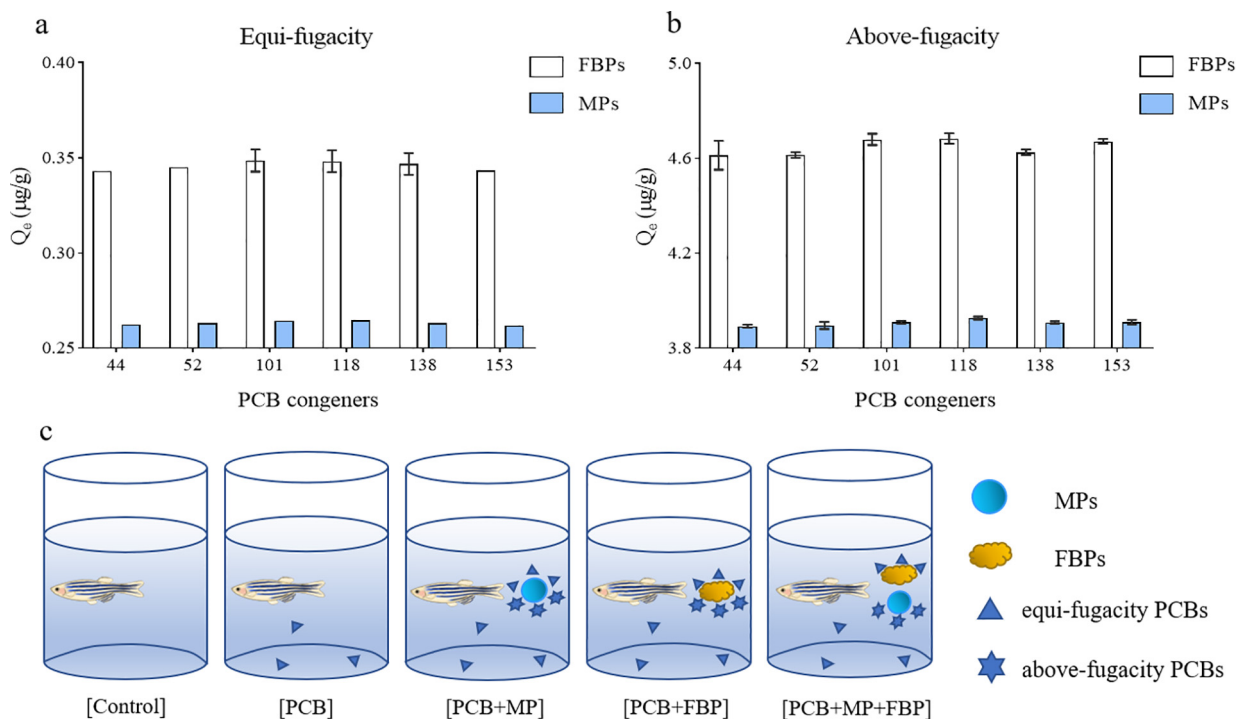 a
Equi-fugacity
0.40
0.35
0.30
0.25
Qe (μg/g)
FBPs
MPs
44 52 101 118 138 153
PCB congeners
b
Above-fugacity
5.0
4.6
4.2
3.8
Qe (μg/g)
FBPs
MPs
44 52 101 118 138 153
PCB congeners
c
[Control] [PCB] [PCB+MP] [PCB+FBP] [PCB+MP+FBP]
MPs
FBPs
equi-fugacity PCBs
above-fugacity PCBs